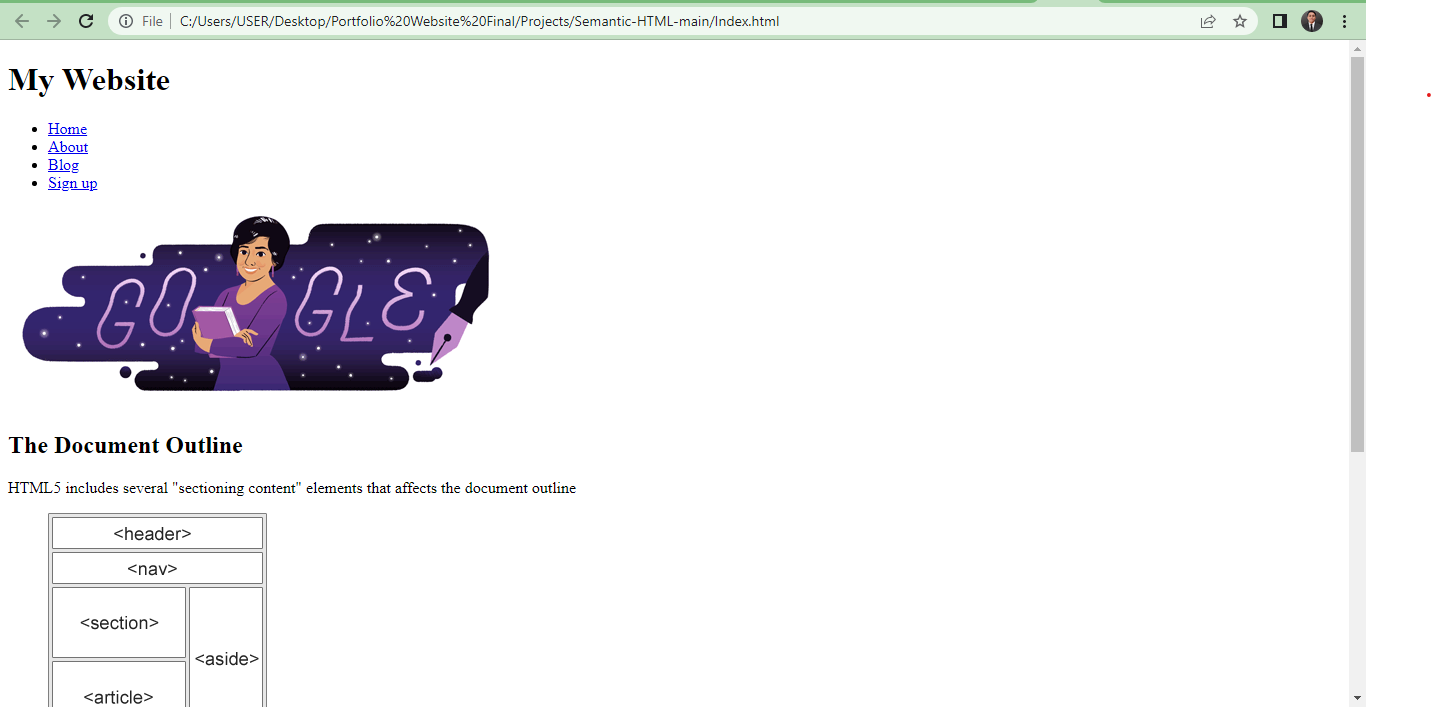 File C:/Users/USER/Desktop/Portfolio%20Website%20Final/Projects/Semantic-HTML-main/Index.html
My Website
Home
About
Blog
Sign up
GOOGLE
The Document Outline
HTML5 includes several "sectioning content" elements that affects the document outline
<header>
<nav>
<section>
<aside>
<article>